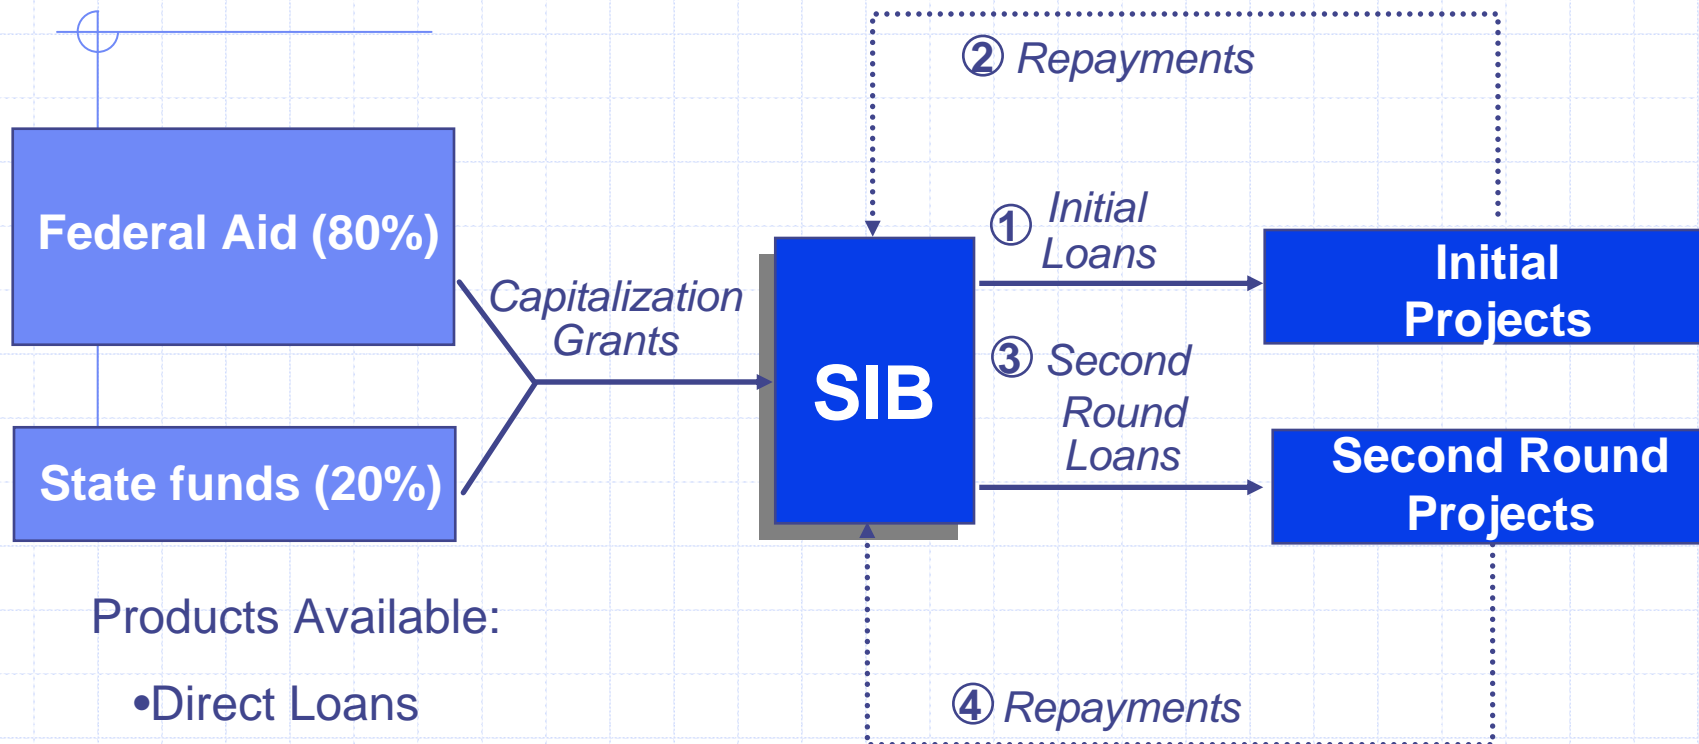 ② Repayments
Federal Aid (80%)
Capitalization
Grants
State funds (20%)
SIB
① Initial
Loans
Initial
Projects
③ Second
Round
Loans
Second Round
Projects
④ Repayments
Products Available:
•Direct Loans